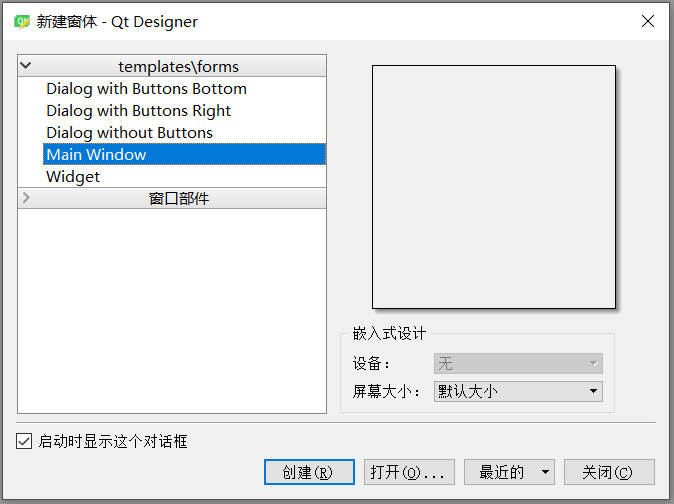 新建窗体 - Qt Designer
templates\forms
Dialog with Buttons Bottom
Dialog with Buttons Right
Dialog without Buttons
Main Window
Widget
窗口部件
嵌入式设计
设备：
无
屏幕大小：
默认大小
启动时显示这个对话框
创建(R)
打开(O)...
最近的
关闭(C)